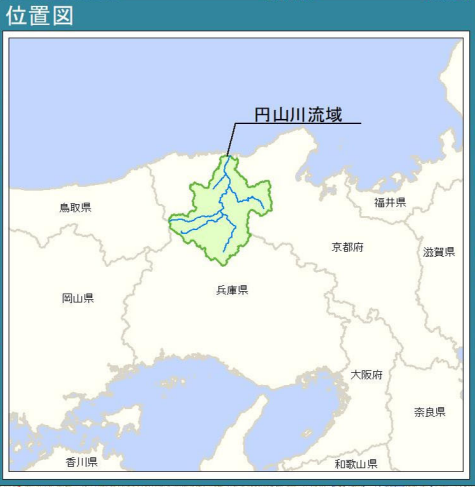 位置図
円山川流域
鳥取県
福井県
京都府
滋賀県
岡山県
兵庫県
大阪府
奈良県
香川県
和歌山県